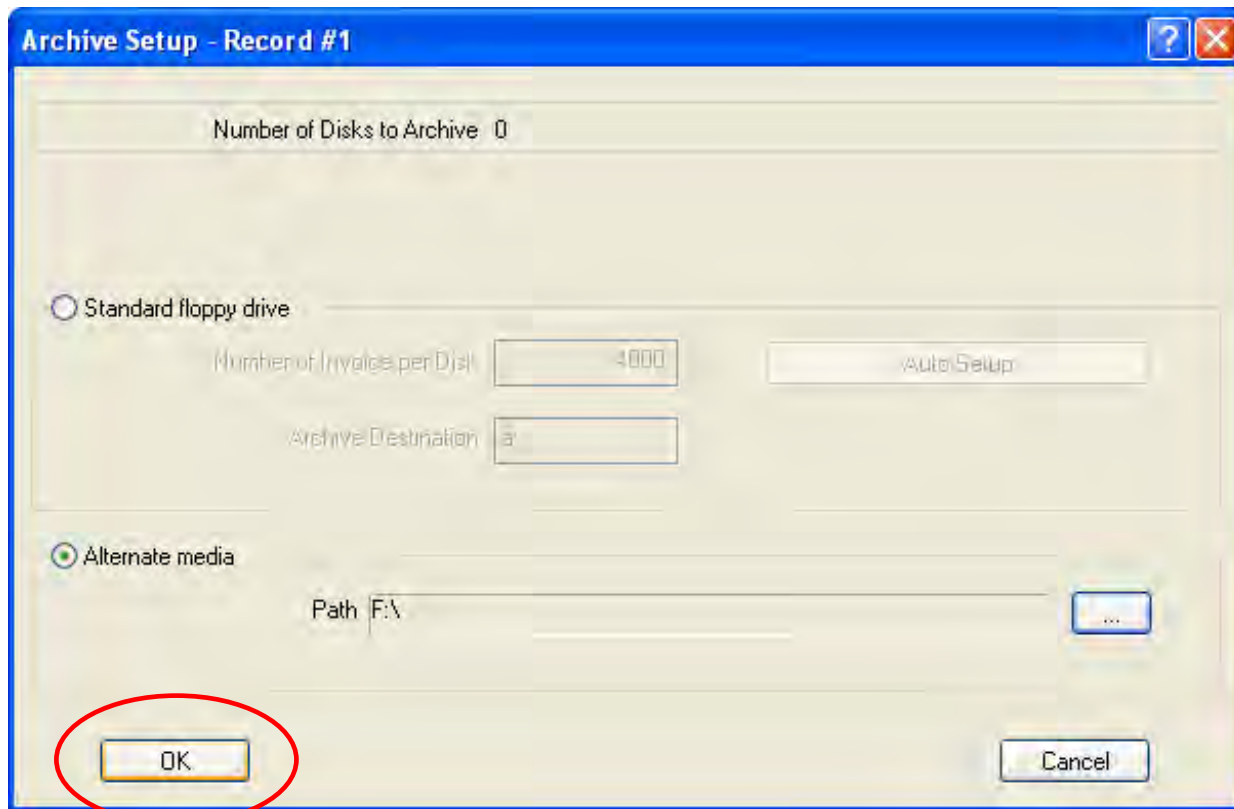 Archive Setup - Record #1
Number of Disks to Archive 0
Standard floppy drive
Number of Invoice per Disk 4000 Auto Setup
Archive Destination a:
Alternate media
Path F:\ ...
OK Cancel